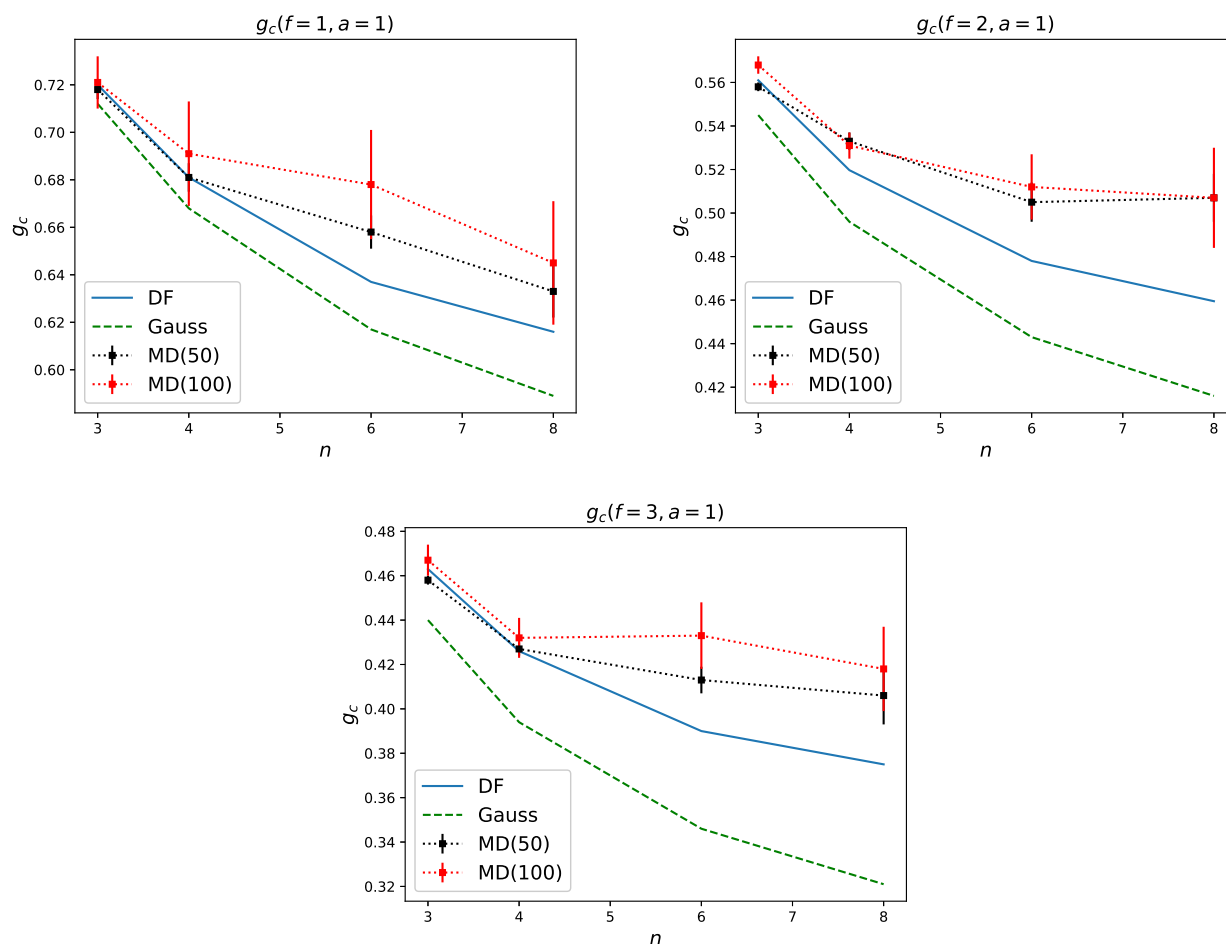 g_c(f = 1, a = 1)
g_c
0.72
0.70
0.68
0.66
0.64
0.62
0.60
DF
Gauss
MD(50)
MD(100)
3 4 5 6 7 8
n
g_c(f = 2, a = 1)
g_c
0.56
0.54
0.52
0.50
0.48
0.46
0.44
0.42
DF
Gauss
MD(50)
MD(100)
3 4 5 6 7 8
n
g_c(f = 3, a = 1)
g_c
0.48
0.46
0.44
0.42
0.40
0.38
0.36
0.34
0.32
DF
Gauss
MD(50)
MD(100)
3 4 5 6 7 8
n